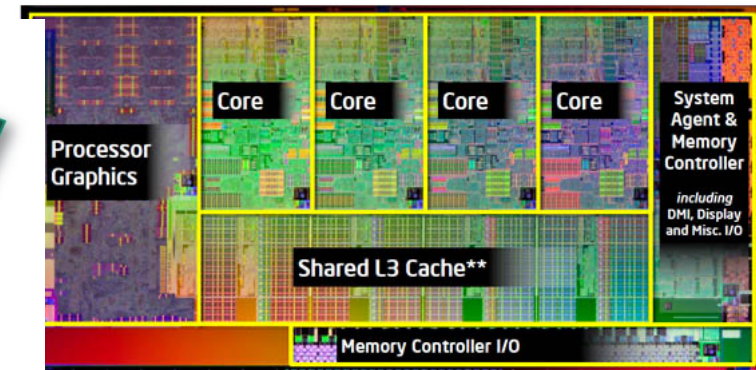 Processor
Graphics
Core
Core
Core
Core
System
Agent &
Memory
Controller
including
DMI, Display
and Misc. I/O
Shared L3 Cache**
Memory Controller I/O